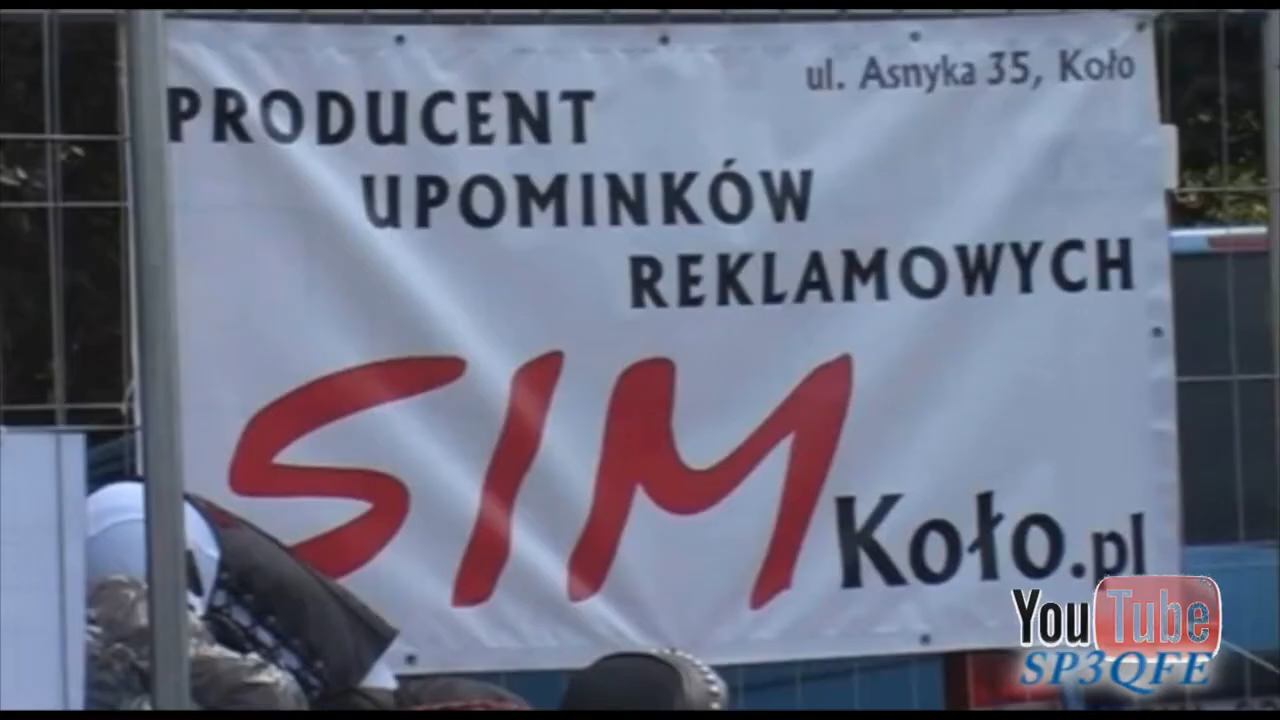 ul. Asnyka 35, Koło
PRODUCENT
UPOMINKÓW
REKLAMOWYCH
SIM Koło.pl
YouTube
SP3QFE